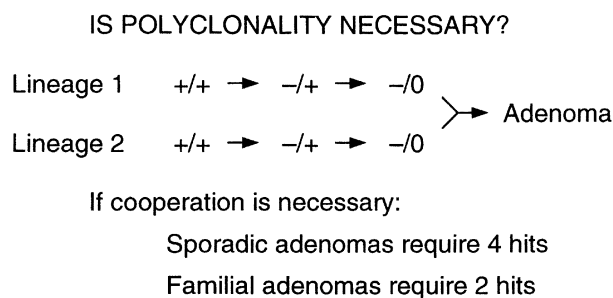 IS POLYCLONALITY NECESSARY?
Lineage 1 +/+ → –/+ → –/0
Lineage 2 +/+ → –/+ → –/0
Adenoma
If cooperation is necessary:
Sporadic adenomas require 4 hits
Familial adenomas require 2 hits